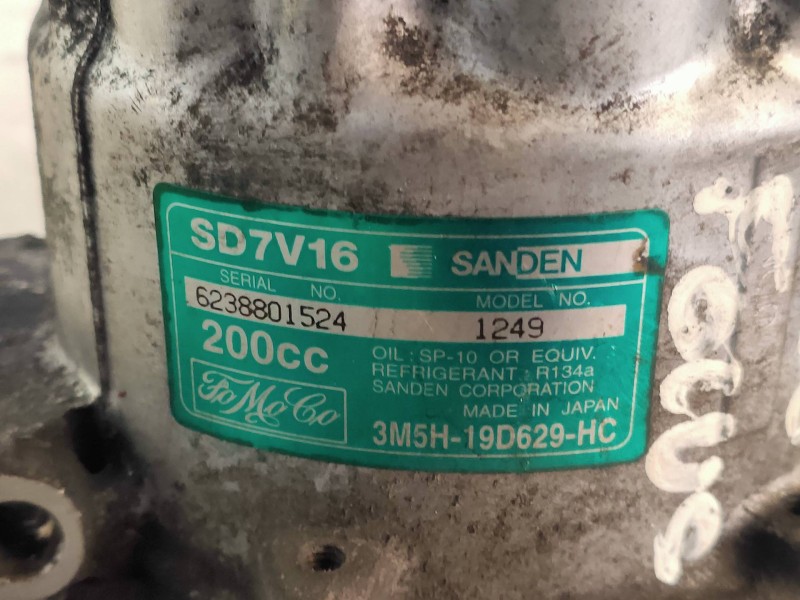 SD7V16 SANDEN
SERIAL NO. MODEL NO.
6238801524 1249
200cc
OIL : SP-10 OR EQUIV.
REFRIGERANT : R134a
SANDEN CORPORATION
MADE IN JAPAN
FoMoCo
3M5H-19D629-HC